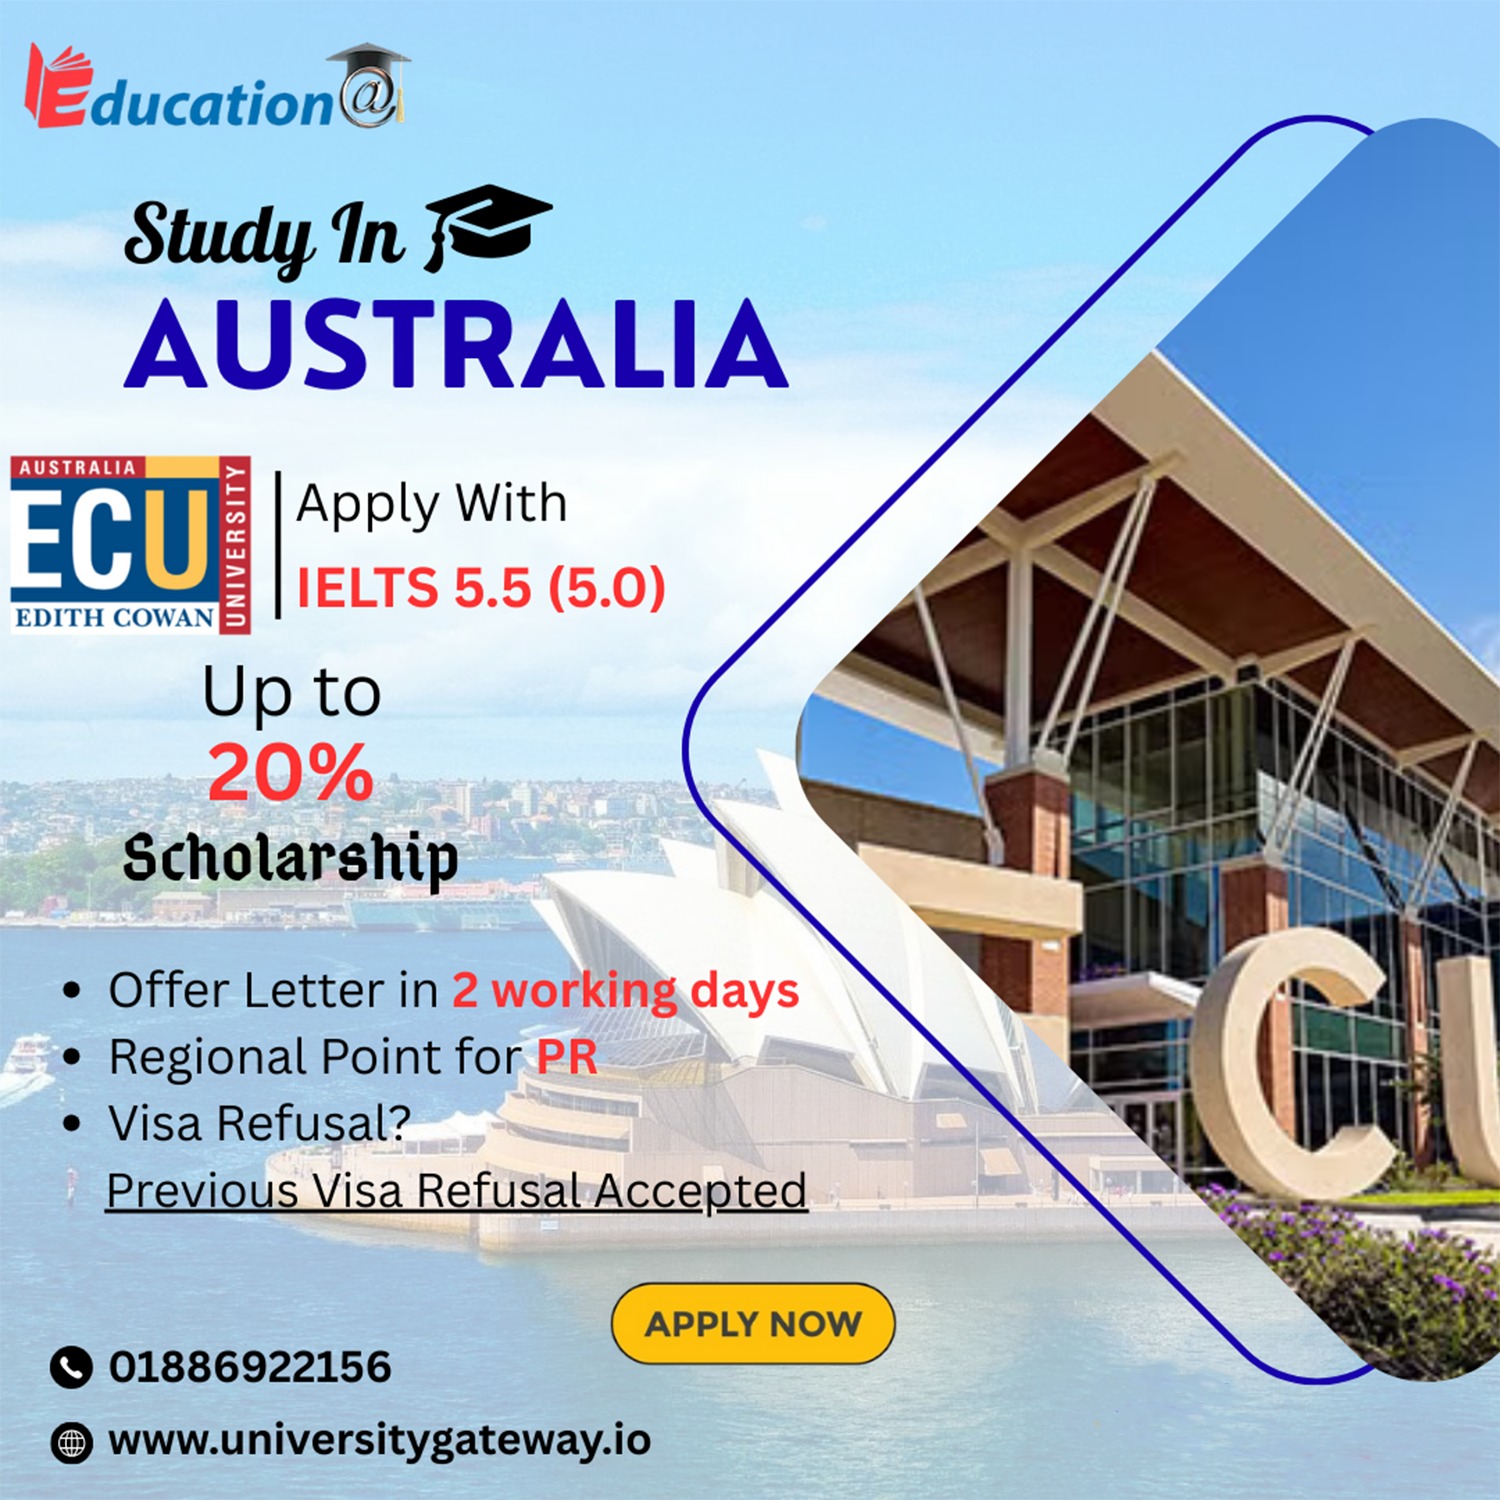 Education@
Study In
AUSTRALIA
AUSTRALIA
ECU
EDITH COWAN
UNIVERSITY
Apply With
IELTS 5.5 (5.0)
Up to
20%
Scholarship
• Offer Letter in 2 working days
• Regional Point for PR
• Visa Refusal?
Previous Visa Refusal Accepted
CU
APPLY NOW
01886922156
www.universitygateway.io